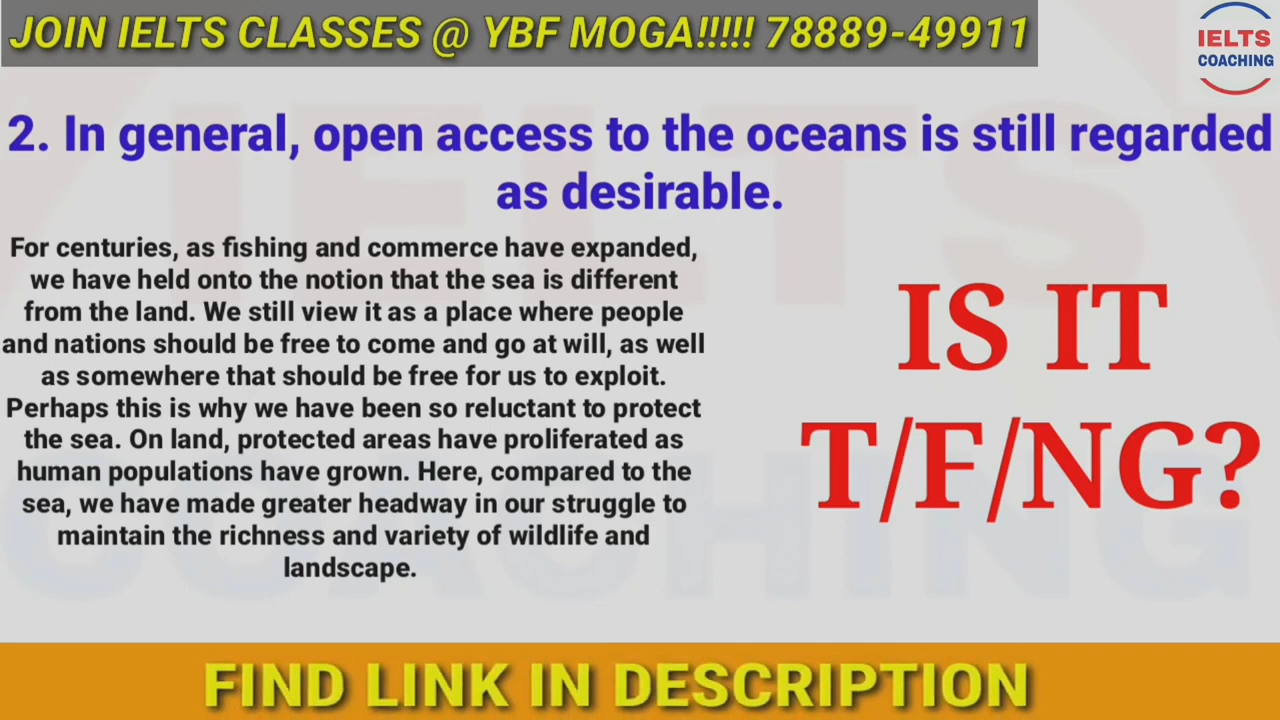 JOIN IELTS CLASSES @ YBF MOGA!!!!! 78889-49911
IELTS
COACHING
2. In general, open access to the oceans is still regarded
as desirable.
For centuries, as fishing and commerce have expanded,
we have held onto the notion that the sea is different
from the land. We still view it as a place where people
and nations should be free to come and go at will, as well
as somewhere that should be free for us to exploit.
Perhaps this is why we have been so reluctant to protect
the sea. On land, protected areas have proliferated as
human populations have grown. Here, compared to the
sea, we have made greater headway in our struggle to
maintain the richness and variety of wildlife and
landscape.
IS IT
T/F/NG?
FIND LINK IN DESCRIPTION